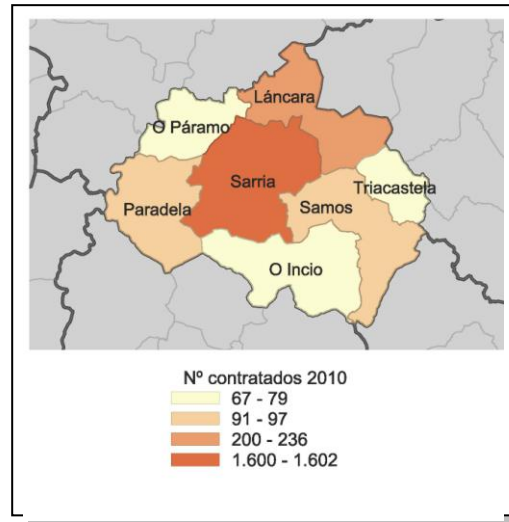 Láncara
O Páramo
Triacastela
Sarria
Paradela
Samos
O Incio
Nº contratados 2010
67 - 79
91 - 97
200 - 236
1.600 - 1.602